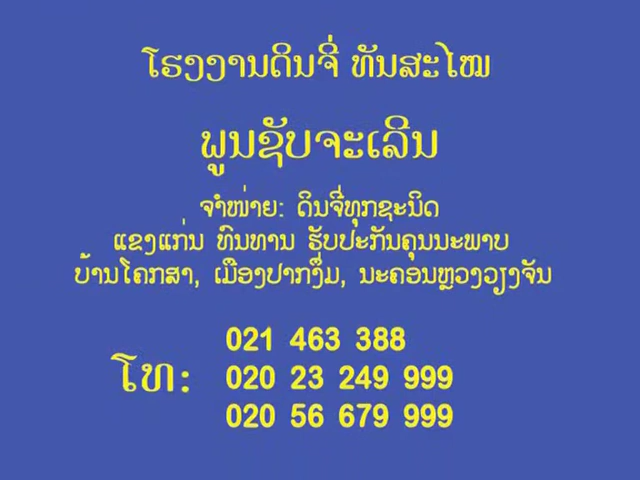 ໂຮງງານດິນຈີ່ ທັນສະໄໝ
ພູນຊັບຈະເລີນ
ຈຳໜ່າຍ: ດິນຈີ່ທຸກຊະນິດ
ແຂງແກ່ນ ທົນທານ ຮັບປະກັນຄຸນນະພາບ
ບ້ານໂຄກສາ, ເມືອງປາກງື່ມ, ນະຄອນຫຼວງວຽງຈັນ
ໂທ: 021 463 388
020 23 249 999
020 56 679 999